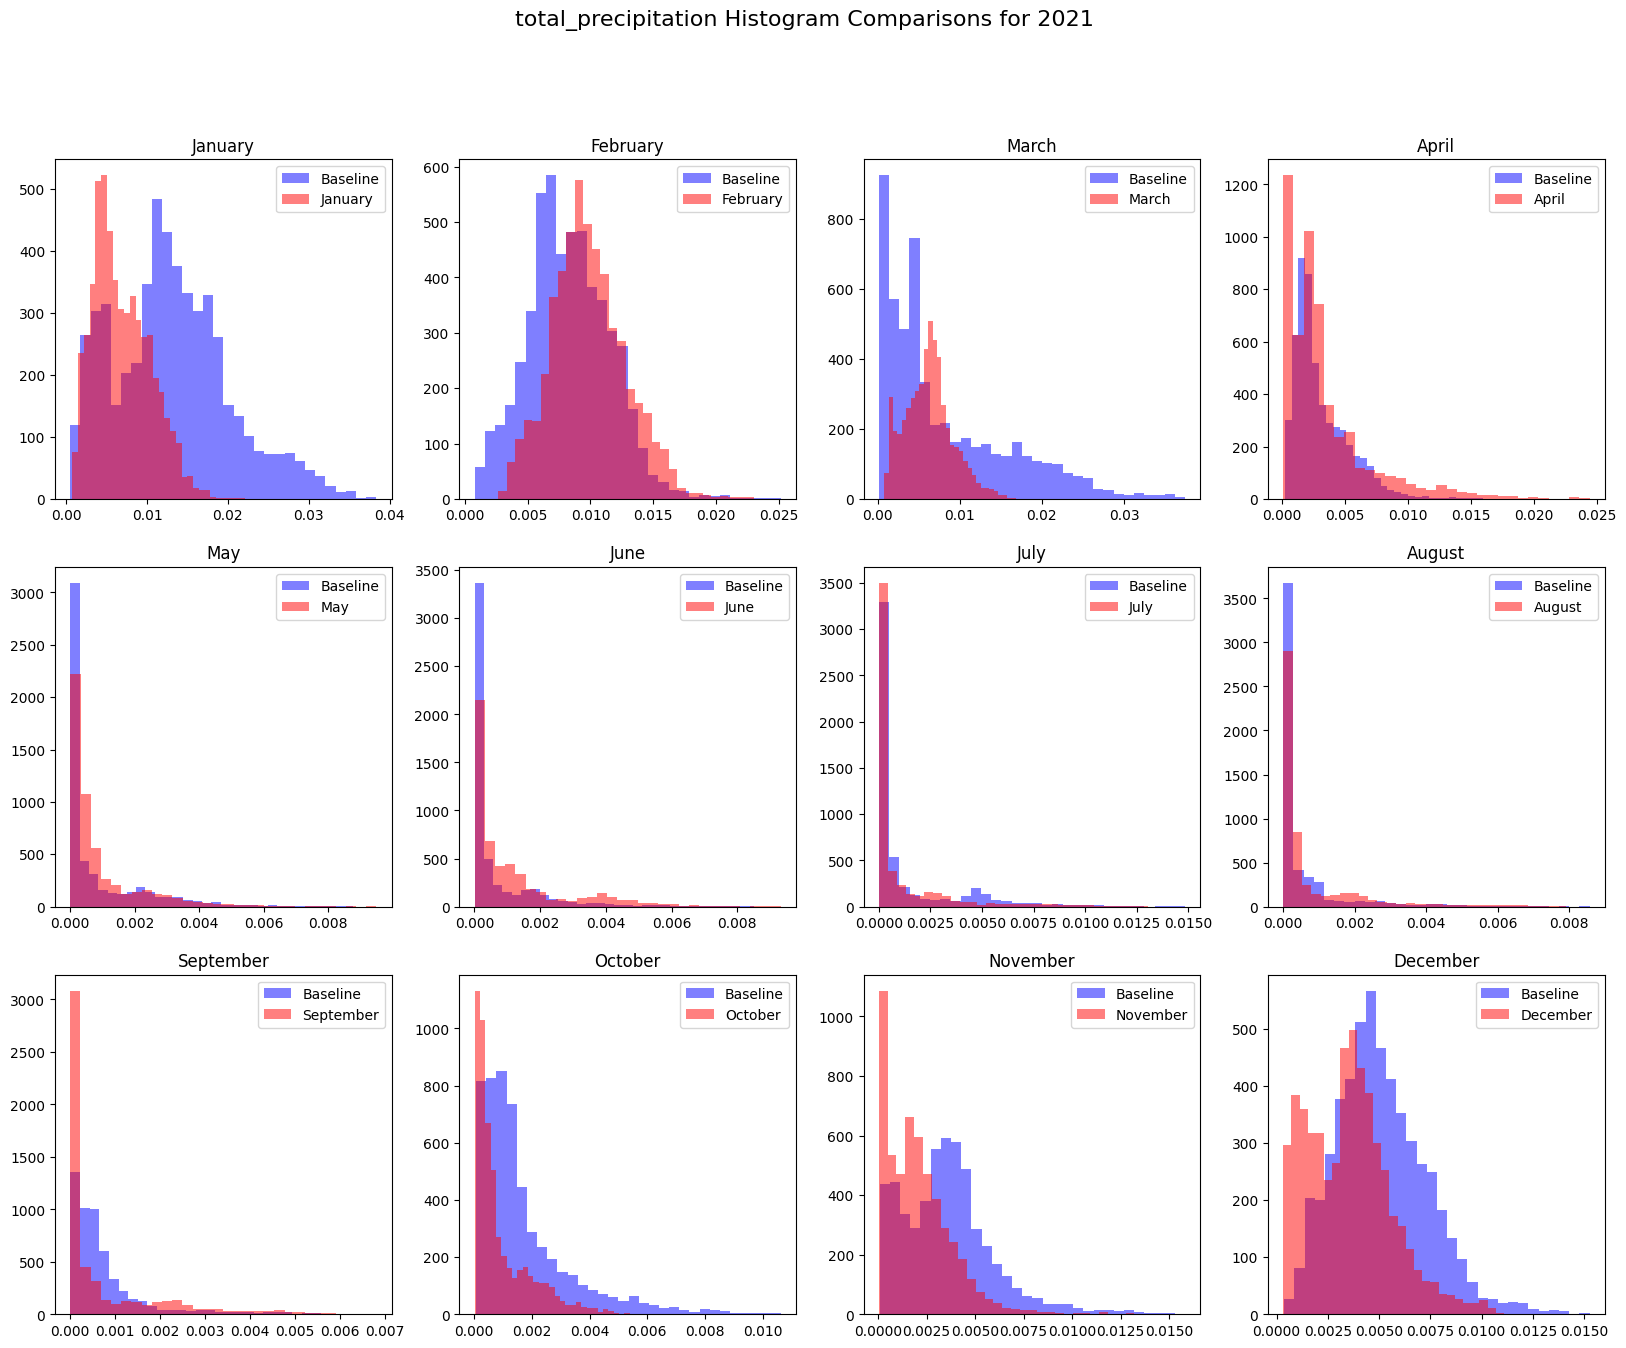 total_precipitation Histogram Comparisons for 2021
January February March April
Baseline
January
Baseline
February
Baseline
March
Baseline
April
500
400
300
200
100
0
0.00 0.01 0.02 0.03 0.04
600
500
400
300
200
100
0
0.000 0.005 0.010 0.015 0.020 0.025
800
600
400
200
0
0.00 0.01 0.02 0.03
1200
1000
800
600
400
200
0
0.000 0.005 0.010 0.015 0.020 0.025
May June July August
Baseline
May
Baseline
June
Baseline
July
Baseline
August
3000
2500
2000
1500
1000
500
0
0.000 0.002 0.004 0.006 0.008
3500
3000
2500
2000
1500
1000
500
0
0.000 0.002 0.004 0.006 0.008
3500
3000
2500
2000
1500
1000
500
0
0.0000 0.0025 0.0050 0.0075 0.0100 0.0125 0.0150
3500
3000
2500
2000
1500
1000
500
0
0.000 0.002 0.004 0.006 0.008
September October November December
Baseline
September
Baseline
October
Baseline
November
Baseline
December
3000
2500
2000
1500
1000
500
0
0.000 0.001 0.002 0.003 0.004 0.005 0.006 0.007
1000
800
600
400
200
0
0.000 0.002 0.004 0.006 0.008 0.010
1000
800
600
400
200
0
0.0000 0.0025 0.0050 0.0075 0.0100 0.0125 0.0150
500
400
300
200
100
0
0.0000 0.0025 0.0050 0.0075 0.0100 0.0125 0.0150